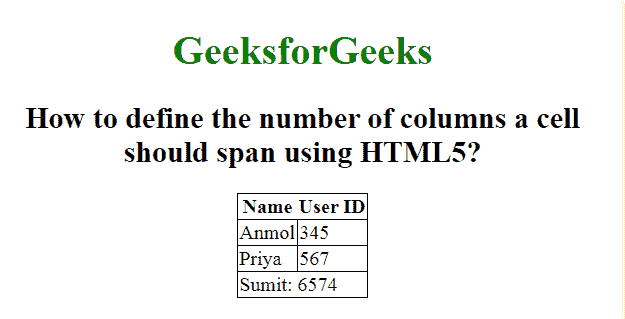 GeeksforGeeks
How to define the number of columns a cell
should span using HTML5?
Name User ID
Anmol 345
Priya 567
Sumit: 6574